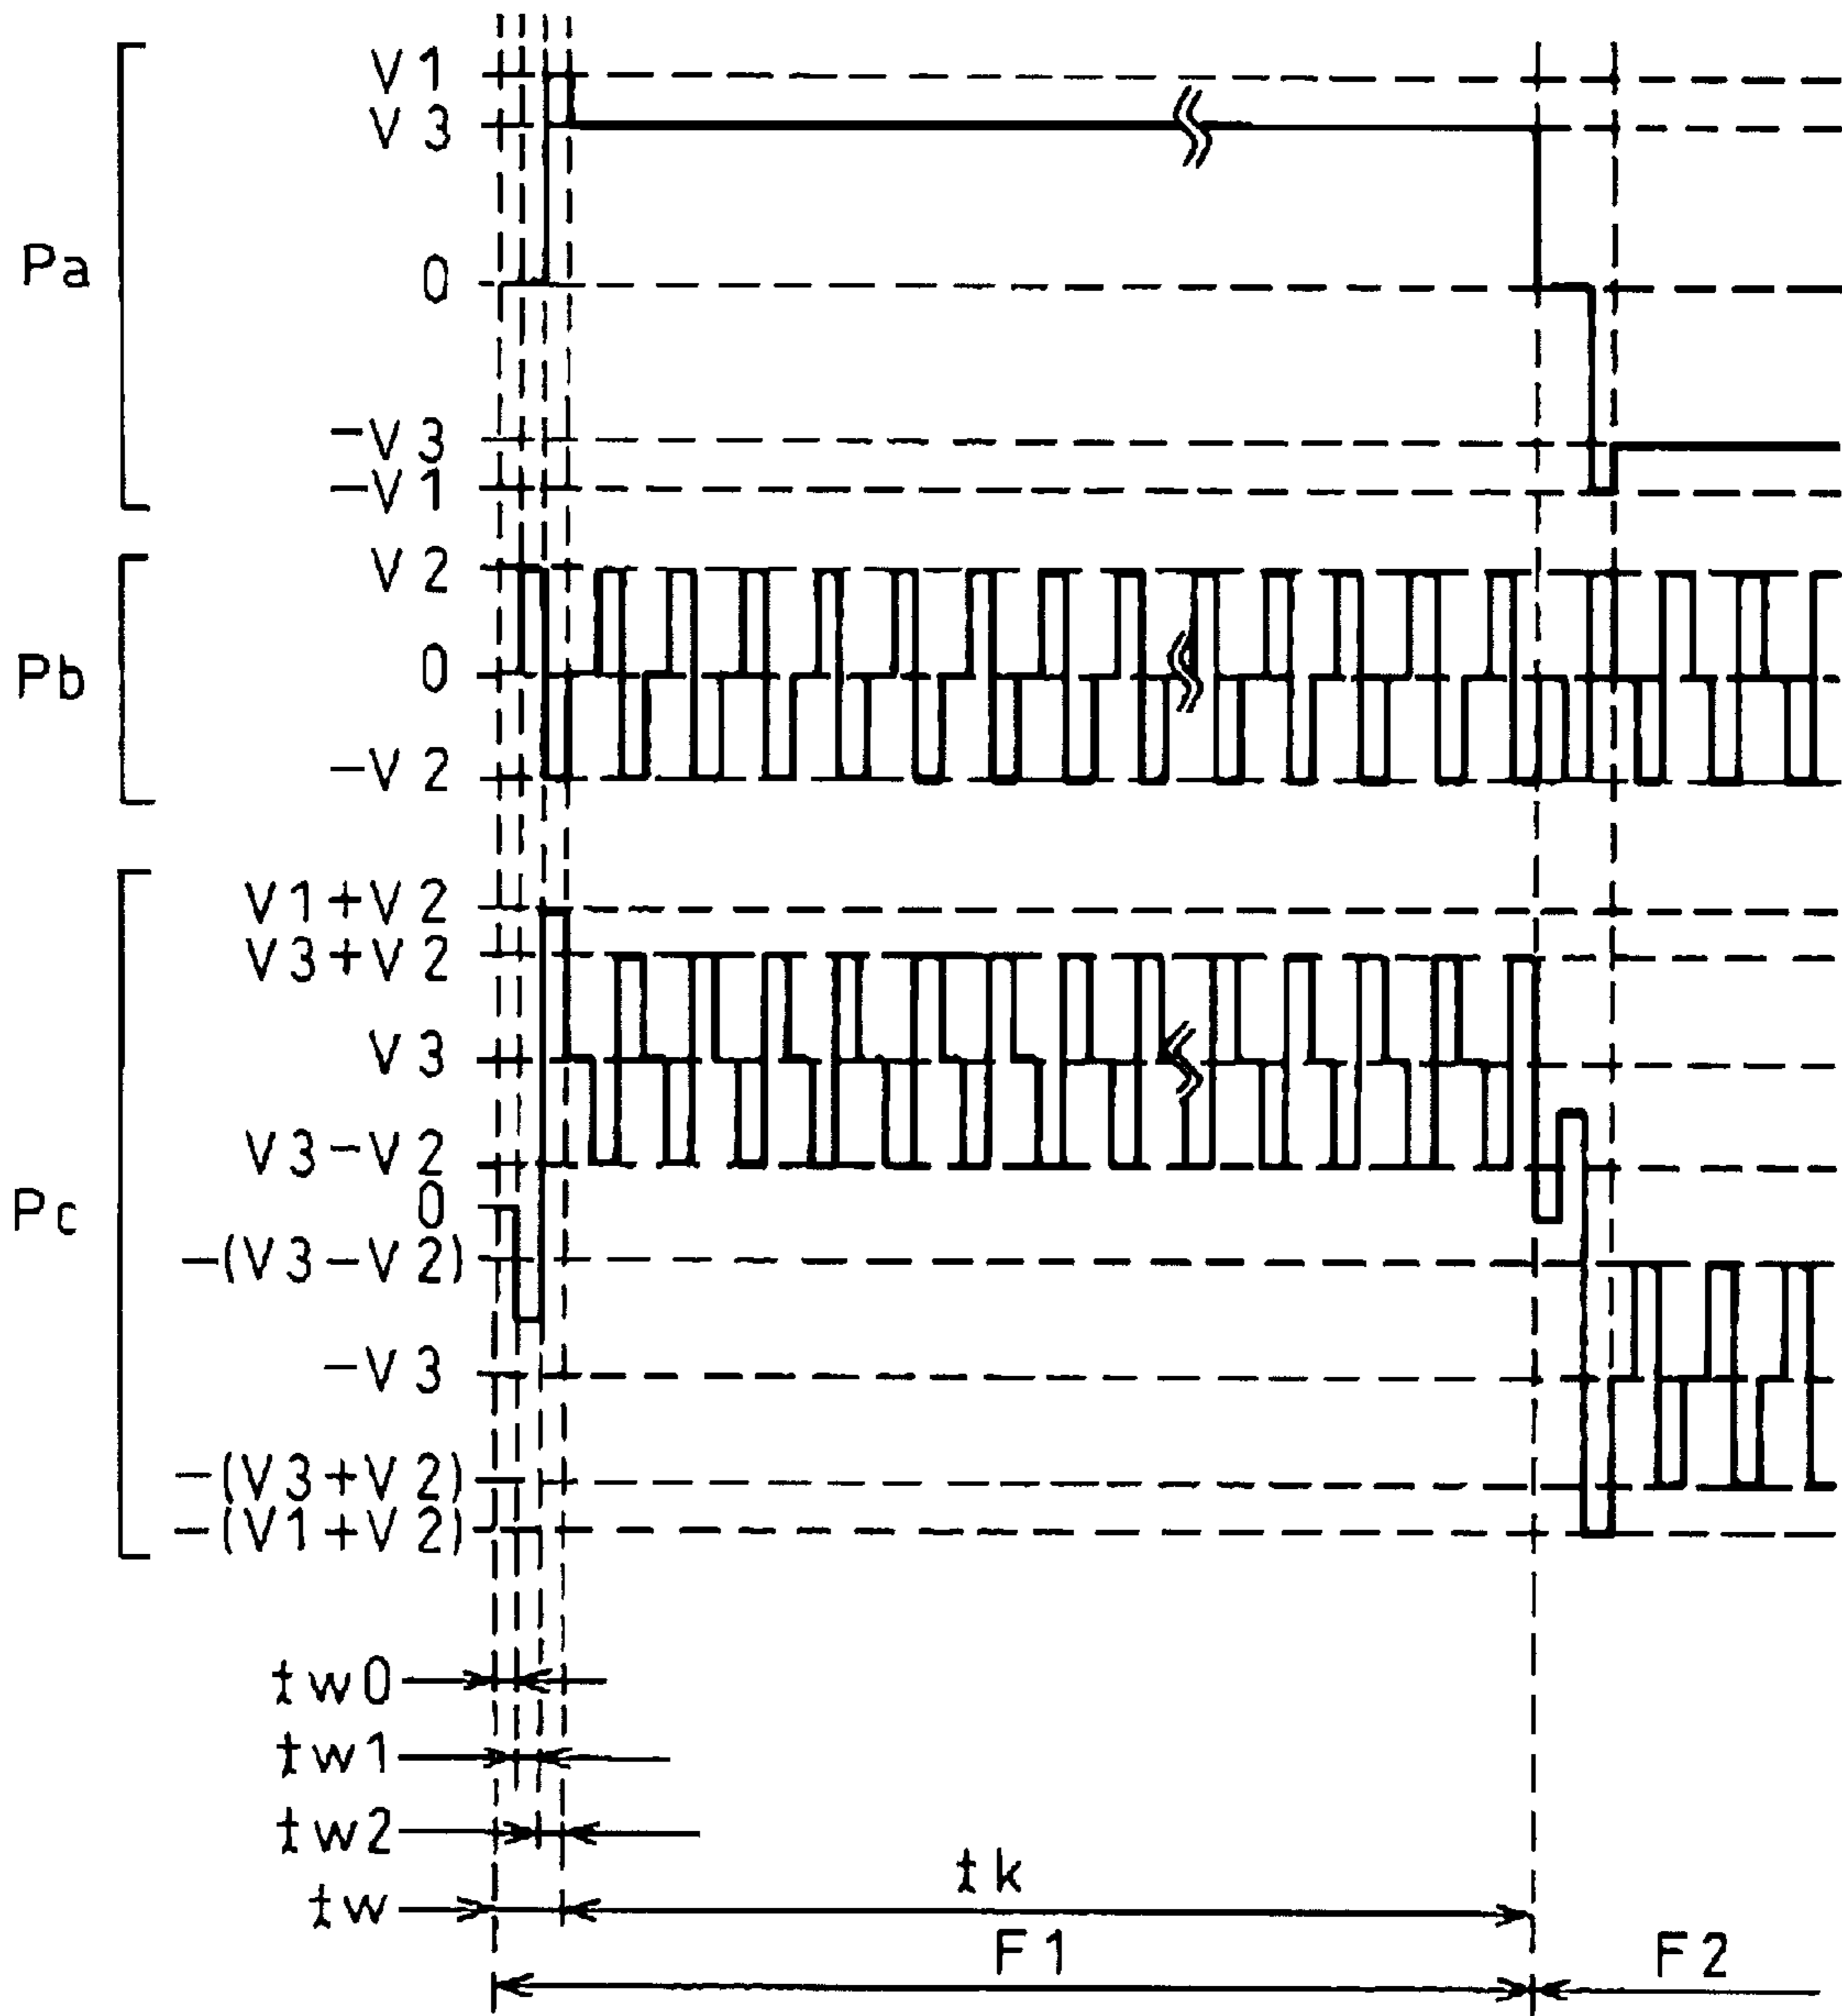 Pa
V1
V3
0
-V3
-V1
Pb
V2
0
-V2
Pc
V1+V2
V3+V2
V3
V3-V2
0
-(V3-V2)
-V3
-(V3+V2)
-(V1+V2)
tw0
tw1
tw2
tw
tk
F1
F2